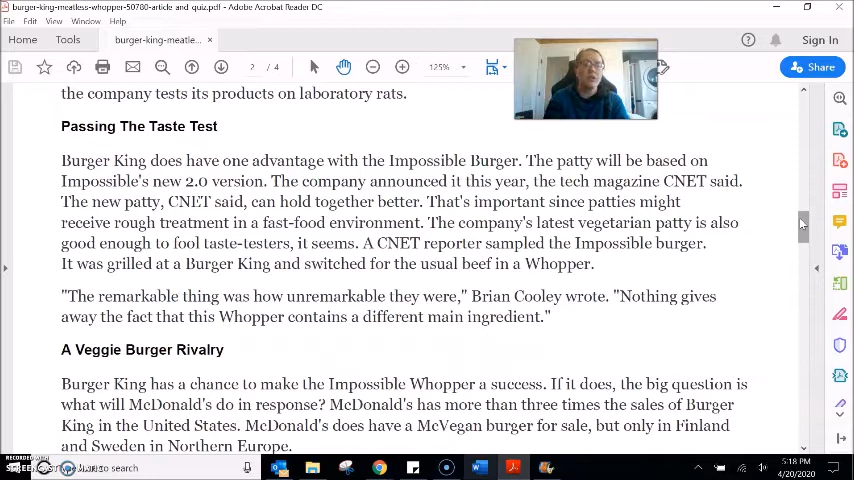 burger-king-meatless-whopper-50780-article and quiz.pdf - Adobe Acrobat Reader DC
File Edit View Window Help
Home Tools burger-king-meatle... × Sign In
2 / 4 125% Share
the company tests its products on laboratory rats.
Passing The Taste Test
Burger King does have one advantage with the Impossible Burger. The patty will be based on
Impossible's new 2.0 version. The company announced it this year, the tech magazine CNET said.
The new patty, CNET said, can hold together better. That's important since patties might
receive rough treatment in a fast-food environment. The company's latest vegetarian patty is also
good enough to fool taste-testers, it seems. A CNET reporter sampled the Impossible burger.
It was grilled at a Burger King and switched for the usual beef in a Whopper.
"The remarkable thing was how unremarkable they were," Brian Cooley wrote. "Nothing gives
away the fact that this Whopper contains a different main ingredient."
A Veggie Burger Rivalry
Burger King has a chance to make the Impossible Whopper a success. If it does, the big question is
what will McDonald's do in response? McDonald's has more than three times the sales of Burger
King in the United States. McDonald's does have a McVegan burger for sale, but only in Finland
and Sweden in Northern Europe.
RECORDED WITH
here to search
5:18 PM
4/20/2020